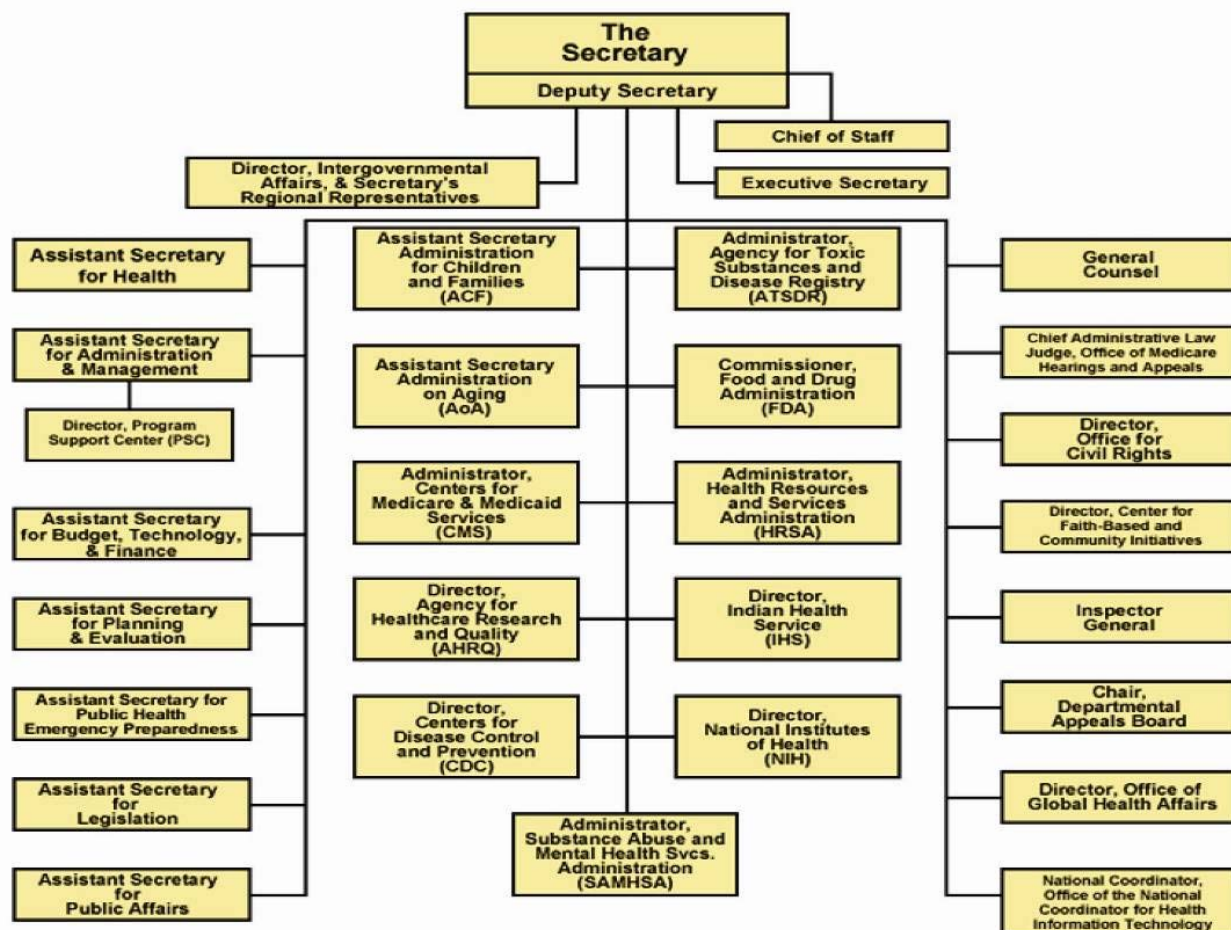 The
Secretary
Deputy Secretary
Chief of Staff
Director, Intergovernmental
Affairs, & Secretary's
Regional Representatives
Executive Secretary
Assistant Secretary
for Health
Assistant Secretary
for Administration
& Management
Director, Program
Support Center (PSC)
Assistant Secretary
for Budget, Technology,
& Finance
Assistant Secretary
for Planning
& Evaluation
Assistant Secretary for
Public Health
Emergency Preparedness
Assistant Secretary
for
Legislation
Assistant Secretary
for
Public Affairs
Assistant Secretary
Administration
for Children
and Families
(ACF)
Assistant Secretary
Administration
on Aging
(AoA)
Administrator,
Centers for
Medicare & Medicaid
Services
(CMS)
Director,
Agency for
Healthcare Research
and Quality
(AHRQ)
Director,
Centers for
Disease Control
and Prevention
(CDC)
Administrator,
Agency for Toxic
Substances and
Disease Registry
(ATSDR)
Commissioner,
Food and Drug
Administration
(FDA)
Administrator,
Health Resources
and Services
Administration
(HRSA)
Director,
Indian Health
Service
(IHS)
Director,
National Institutes
of Health
(NIH)
Administrator,
Substance Abuse and
Mental Health Svcs.
Administration
(SAMHSA)
General
Counsel
Chief Administrative Law
Judge, Office of Medicare
Hearings and Appeals
Director,
Office for
Civil Rights
Director, Center for
Faith-Based and
Community Initiatives
Inspector
General
Chair,
Departmental
Appeals Board
Director, Office of
Global Health Affairs
National Coordinator,
Office of the National
Coordinator for Health
Information Technology